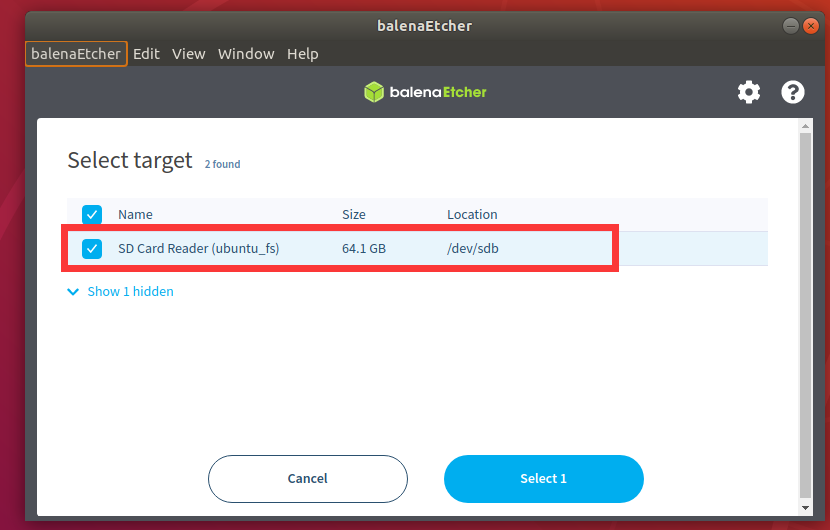 balenaEtcher
balenaEtcher Edit View Window Help
balenaEtcher
Select target 2 found
Name Size Location
SD Card Reader (ubuntu_fs) 64.1 GB /dev/sdb
Show 1 hidden
Cancel Select 1